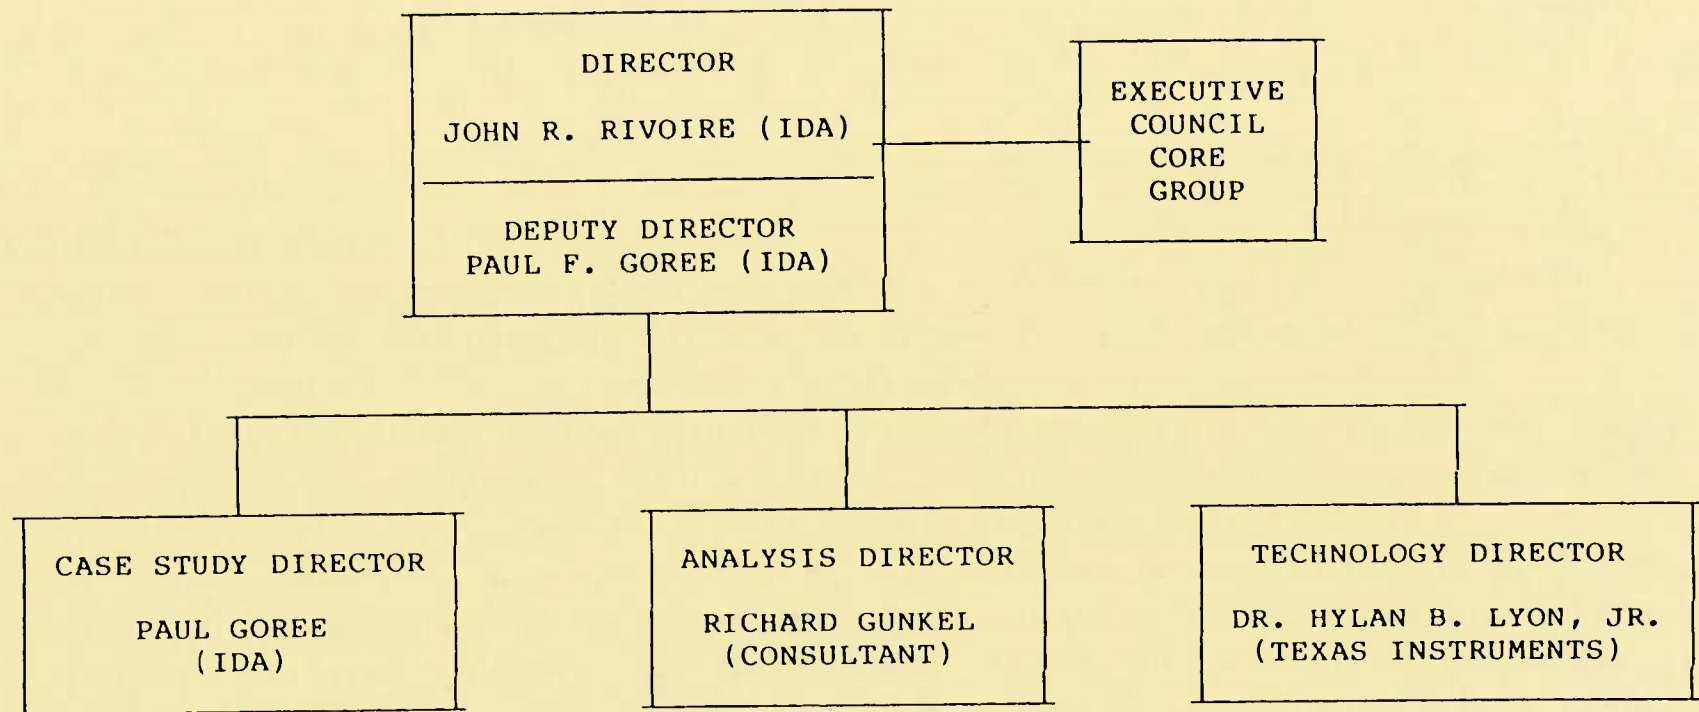 DIRECTOR
JOHN R. RIVOIRE (IDA)
DEPUTY DIRECTOR
PAUL F. GOREE (IDA)
EXECUTIVE
COUNCIL
CORE
GROUP
CASE STUDY DIRECTOR
PAUL GOREE
(IDA)
ANALYSIS DIRECTOR
RICHARD GUNKEL
(CONSULTANT)
TECHNOLOGY DIRECTOR
DR. HYLAN B. LYON, JR.
(TEXAS INSTRUMENTS)